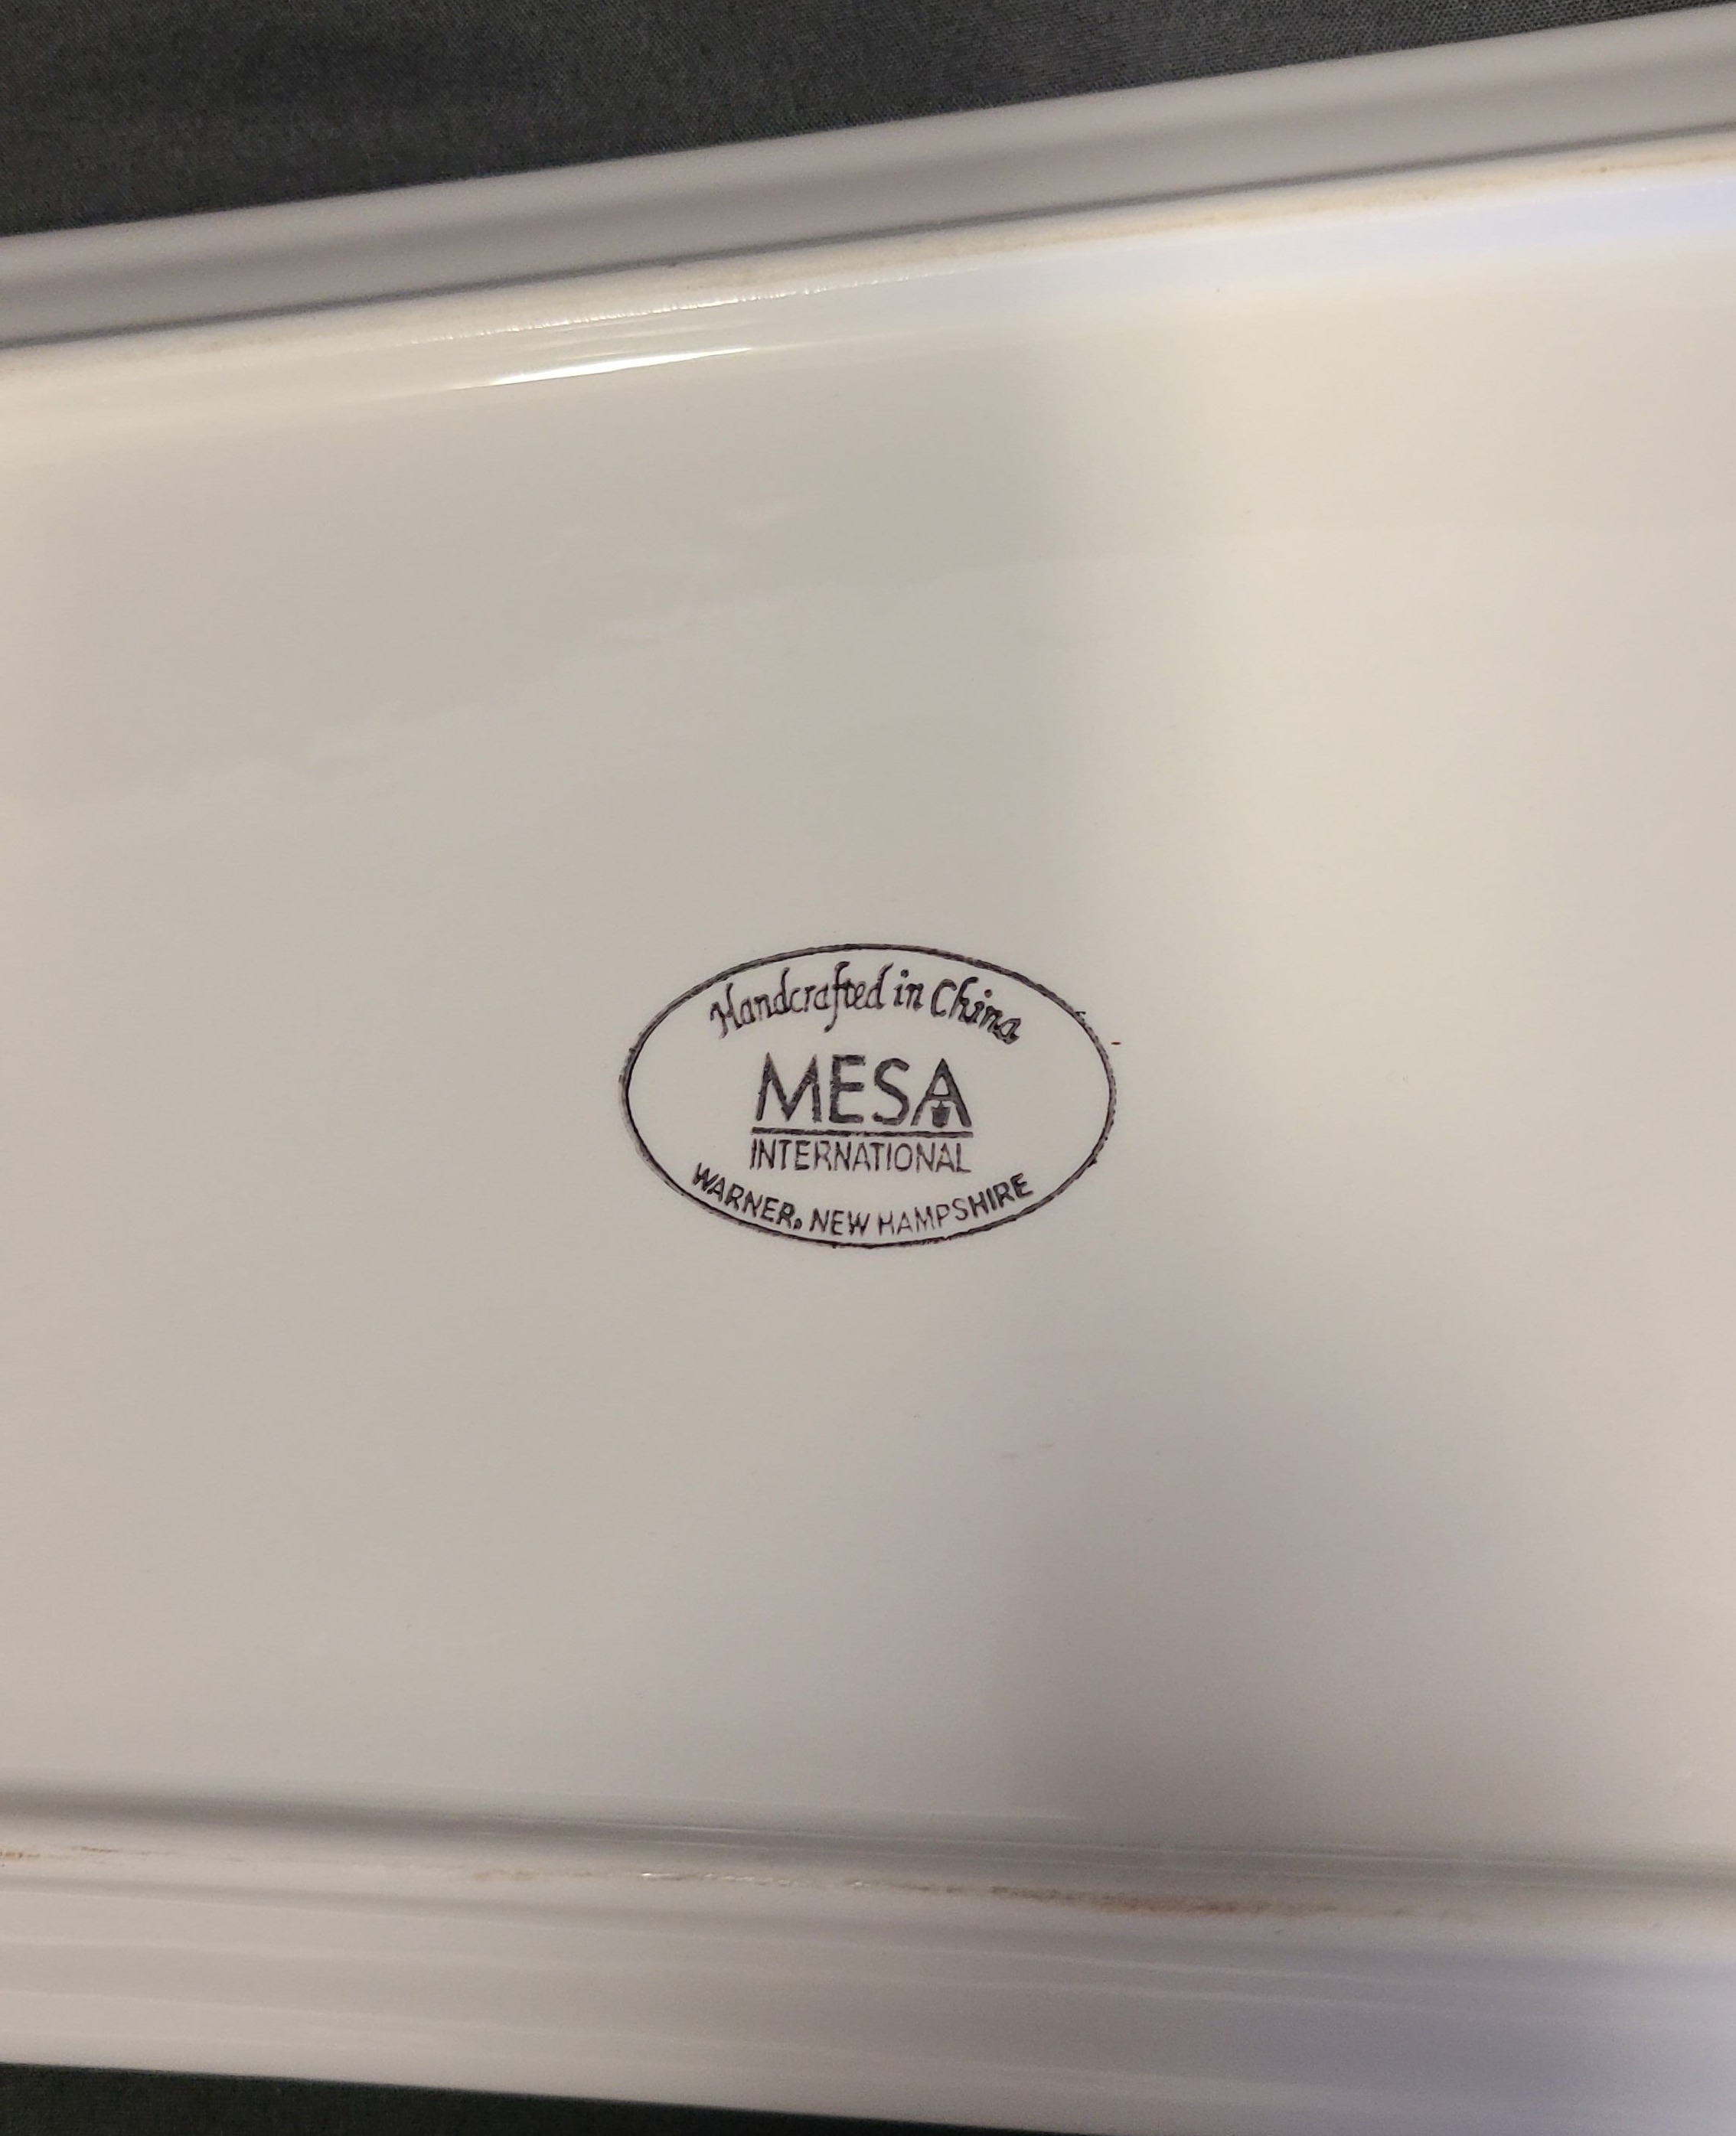 Handcrafted in China
MESA
INTERNATIONAL
WARNER, NEW HAMPSHIRE